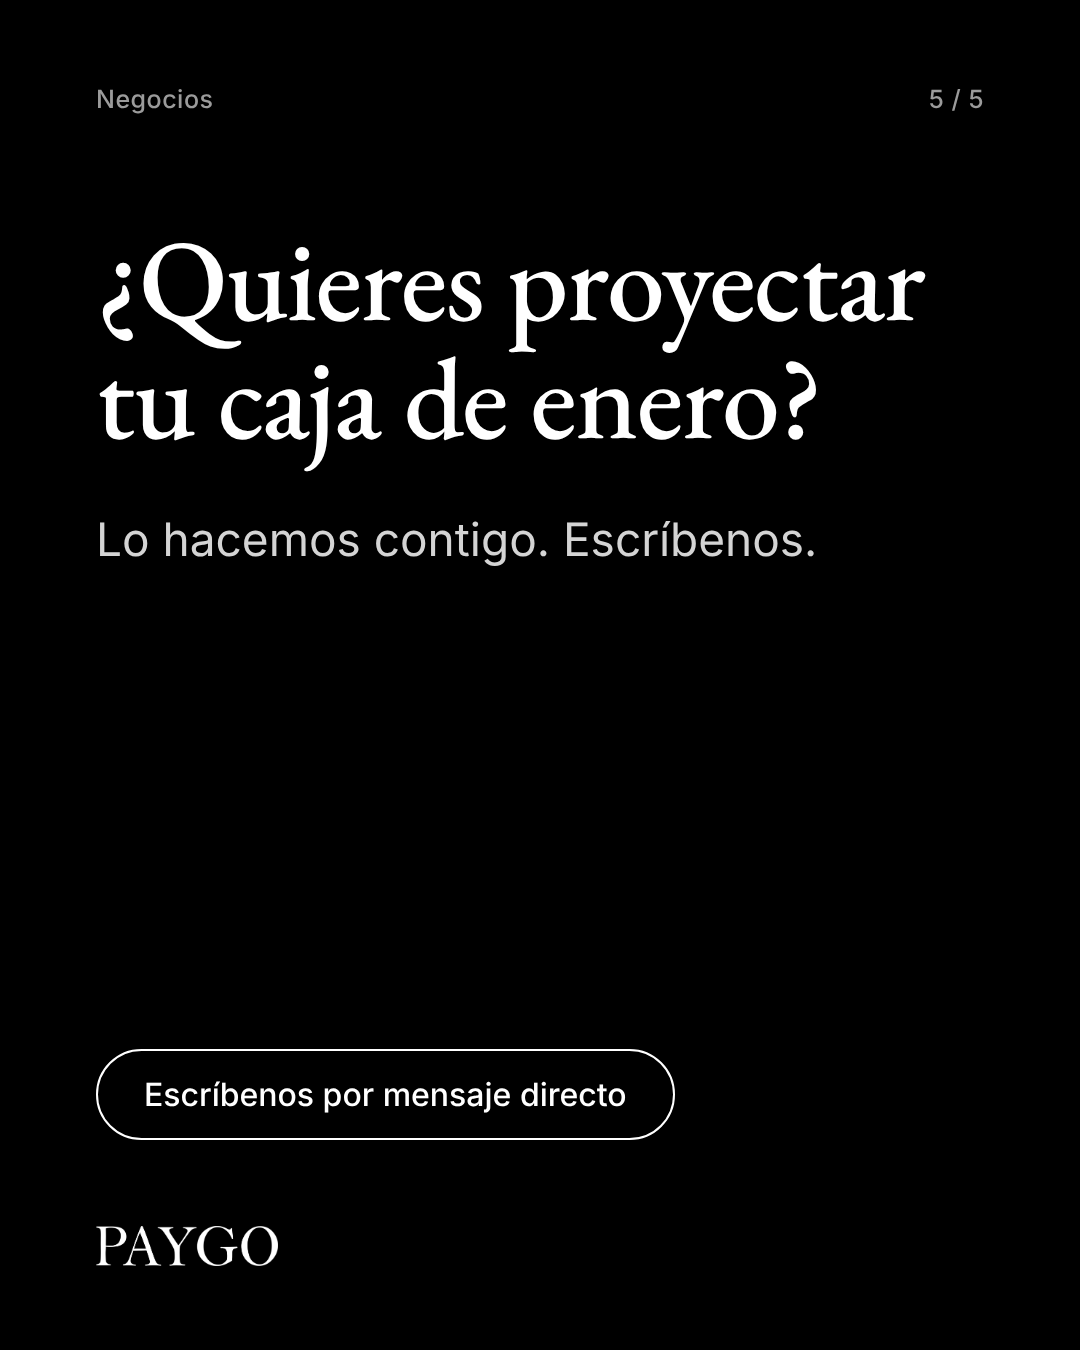 Negocios
5 / 5
¿Quieres proyectar
tu caja de enero?
Lo hacemos contigo. Escríbenos.
Escríbenos por mensaje directo
PAYGO